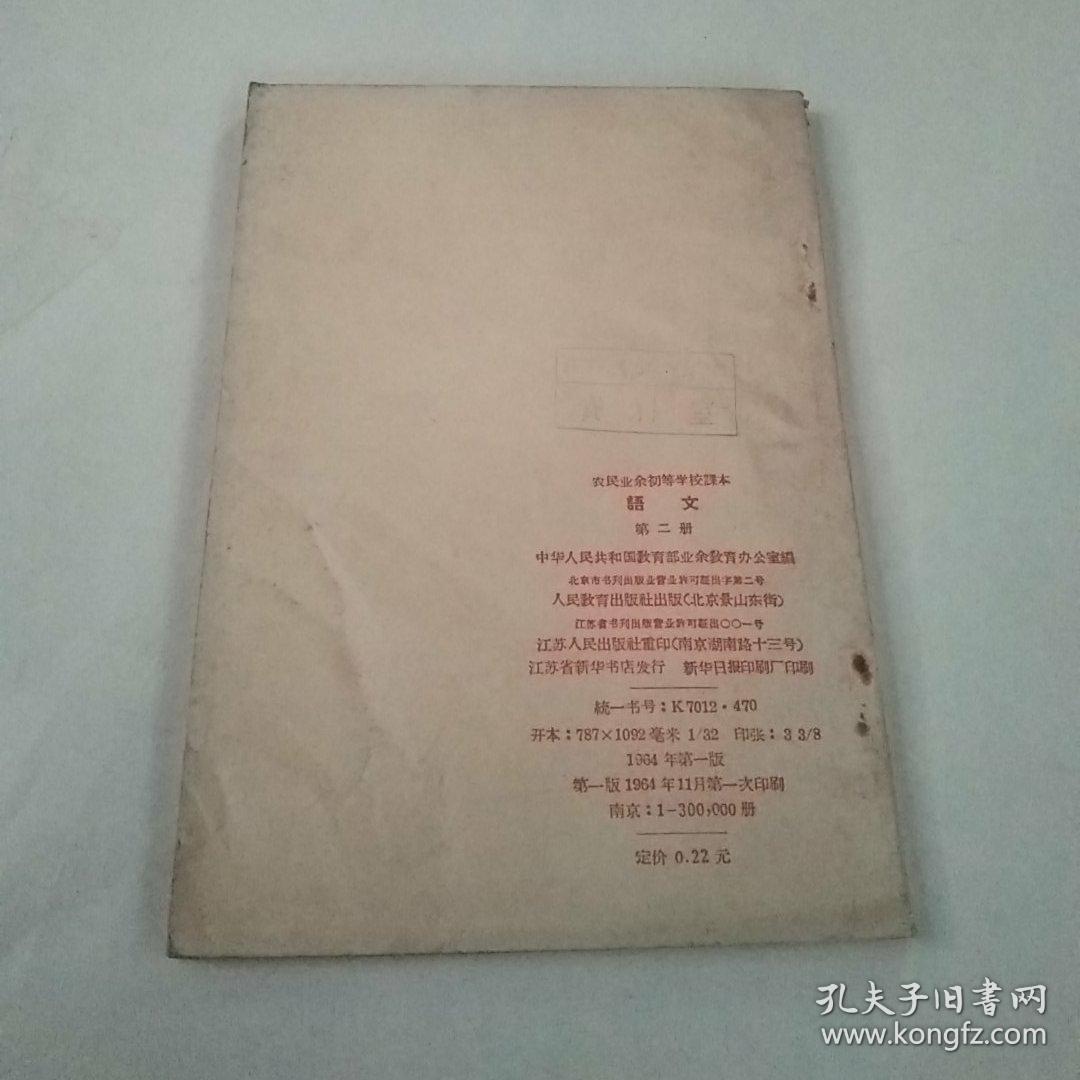 农民业余初等学校課本
語 文
第二册
中华人民共和国教育部业余教育办公室編
北京市书刊出版业营业許可証出字第二号
人民教育出版社出版(北京景山东街)
江苏省书刊出版营业許可証出〇〇一号
江苏人民出版社重印(南京湖南路十三号)
江苏省新华书店发行 新华日报印刷厂印刷
統一书号:K7012·470
开本:787×1092毫米 1/32 印张:3 3/8
1964年第一版
第一版1964年11月第一次印刷
南京:1-300,000册
定价 0.22元
孔夫子旧書网
www.kongfz.com